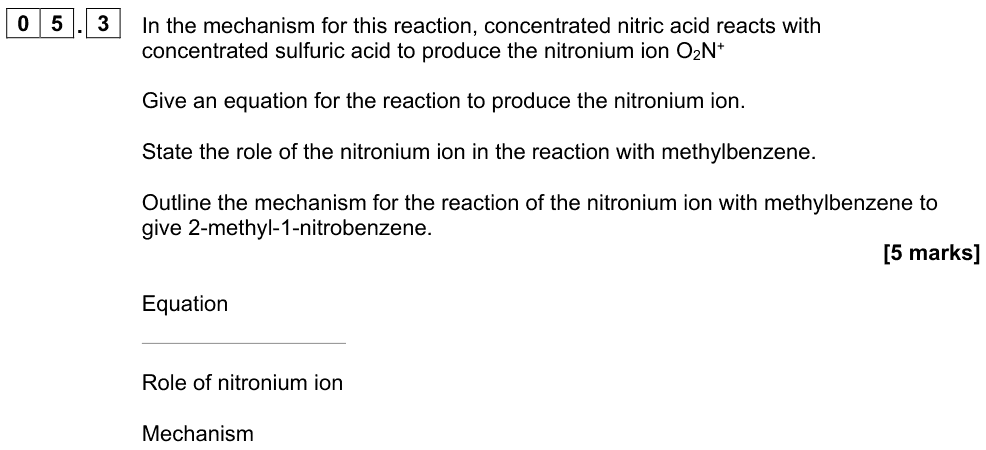 0 5 . 3 In the mechanism for this reaction, concentrated nitric acid reacts with
concentrated sulfuric acid to produce the nitronium ion O₂N⁺
Give an equation for the reaction to produce the nitronium ion.
State the role of the nitronium ion in the reaction with methylbenzene.
Outline the mechanism for the reaction of the nitronium ion with methylbenzene to
give 2-methyl-1-nitrobenzene.
[5 marks]
Equation
Role of nitronium ion
Mechanism